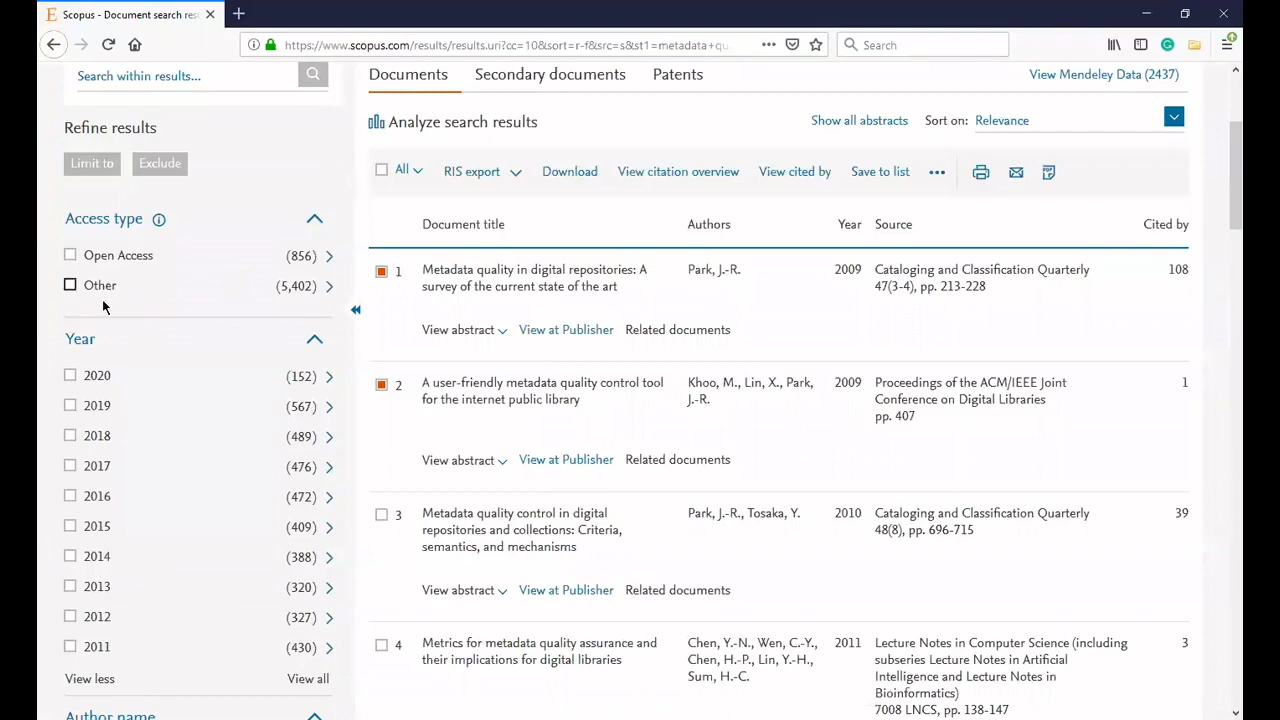 Scopus - Document search res
https://www.scopus.com/results/results.uri?cc=10&sort=r-f&src=s&st1=metadata+qu
Search
Search within results...
Documents Secondary documents Patents View Mendeley Data (2437)
Refine results
Limit to Exclude
Analyze search results Show all abstracts Sort on: Relevance
All RIS export Download View citation overview View cited by Save to list •••
Access type
Open Access (856)
Other (5,402)
Year
2020 (152)
2019 (567)
2018 (489)
2017 (476)
2016 (472)
2015 (409)
2014 (388)
2013 (320)
2012 (327)
2011 (430)
View less View all
Author name
Document title Authors Year Source Cited by
1 Metadata quality in digital repositories: A Park, J.-R. 2009 Cataloging and Classification Quarterly 108
survey of the current state of the art 47(3-4), pp. 213-228
View abstract View at Publisher Related documents
2 A user-friendly metadata quality control tool Khoo, M., Lin, X., Park, 2009 Proceedings of the ACM/IEEE Joint 1
for the internet public library J.-R. Conference on Digital Libraries
pp. 407
View abstract View at Publisher Related documents
3 Metadata quality control in digital Park, J.-R., Tosaka, Y. 2010 Cataloging and Classification Quarterly 39
repositories and collections: Criteria, 48(8), pp. 696-715
semantics, and mechanisms
View abstract View at Publisher Related documents
4 Metrics for metadata quality assurance and Chen, Y.-N., Wen, C.-Y., 2011 Lecture Notes in Computer Science (including 3
their implications for digital libraries Chen, H.-P., Lin, Y.-H., subseries Lecture Notes in Artificial
Sum, H.-C. Intelligence and Lecture Notes in
Bioinformatics)
7008 LNCS, pp. 138-147